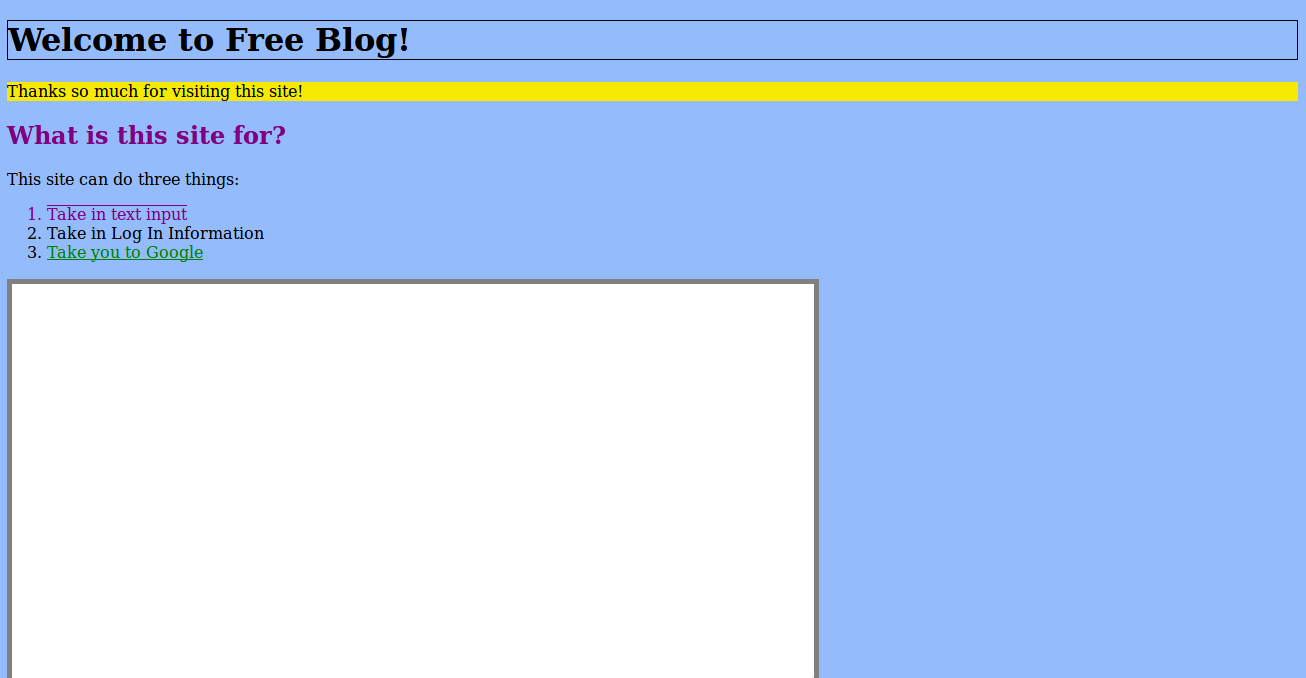 Welcome to Free Blog!
Thanks so much for visiting this site!
What is this site for?
This site can do three things:
1. Take in text input
2. Take in Log In Information
3. Take you to Google